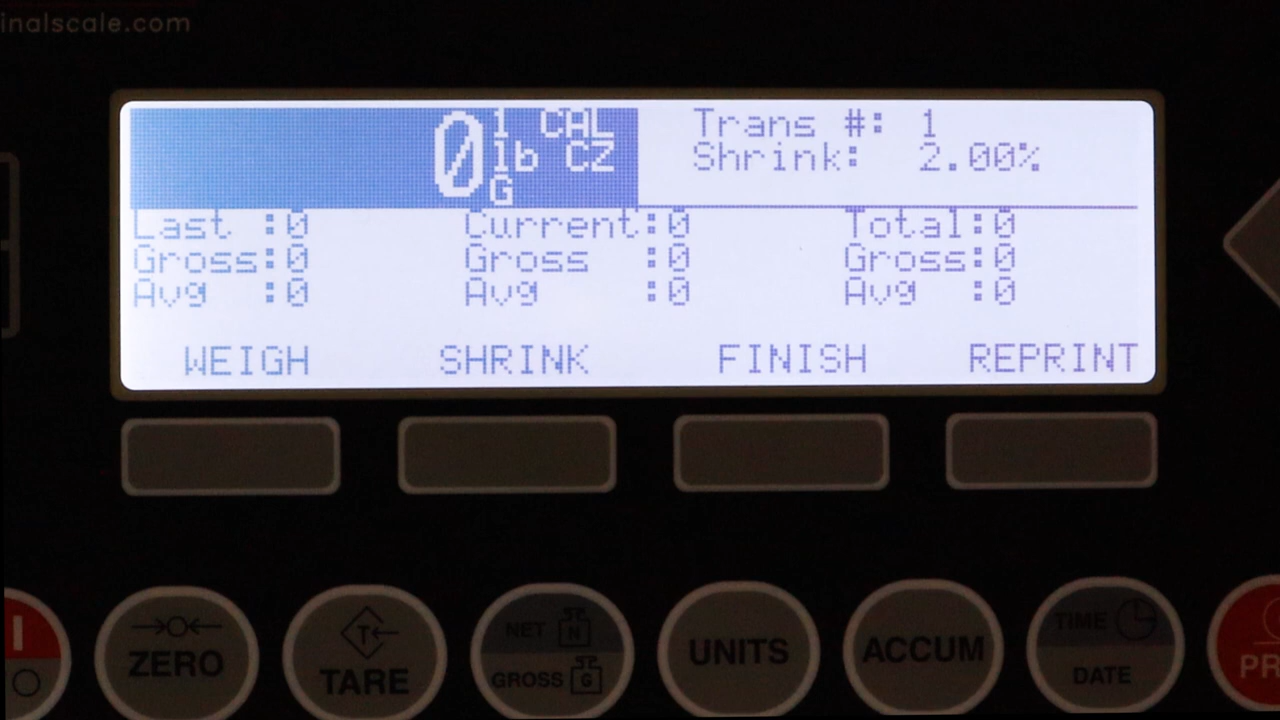 inalscale.com
0 1 CAL
lb CZ
G
Trans #: 1
Shrink: 2.00%
Last :0 Current:0 Total:0
Gross:0 Gross :0 Gross:0
Avg :0 Avg :0 Avg :0
WEIGH SHRINK FINISH REPRINT
I
O
ZERO
T
TARE
NET N
GROSS G
UNITS
ACCUM
TIME
DATE
PR